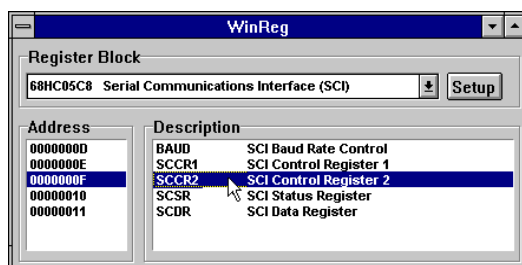 WinReg
Register Block
68HC05C8 Serial Communications Interface (SCI)
Setup
Address
Description
0000000D BAUD SCI Baud Rate Control
0000000E SCCR1 SCI Control Register 1
0000000F SCCR2 SCI Control Register 2
00000010 SCSR SCI Status Register
00000011 SCDR SCI Data Register